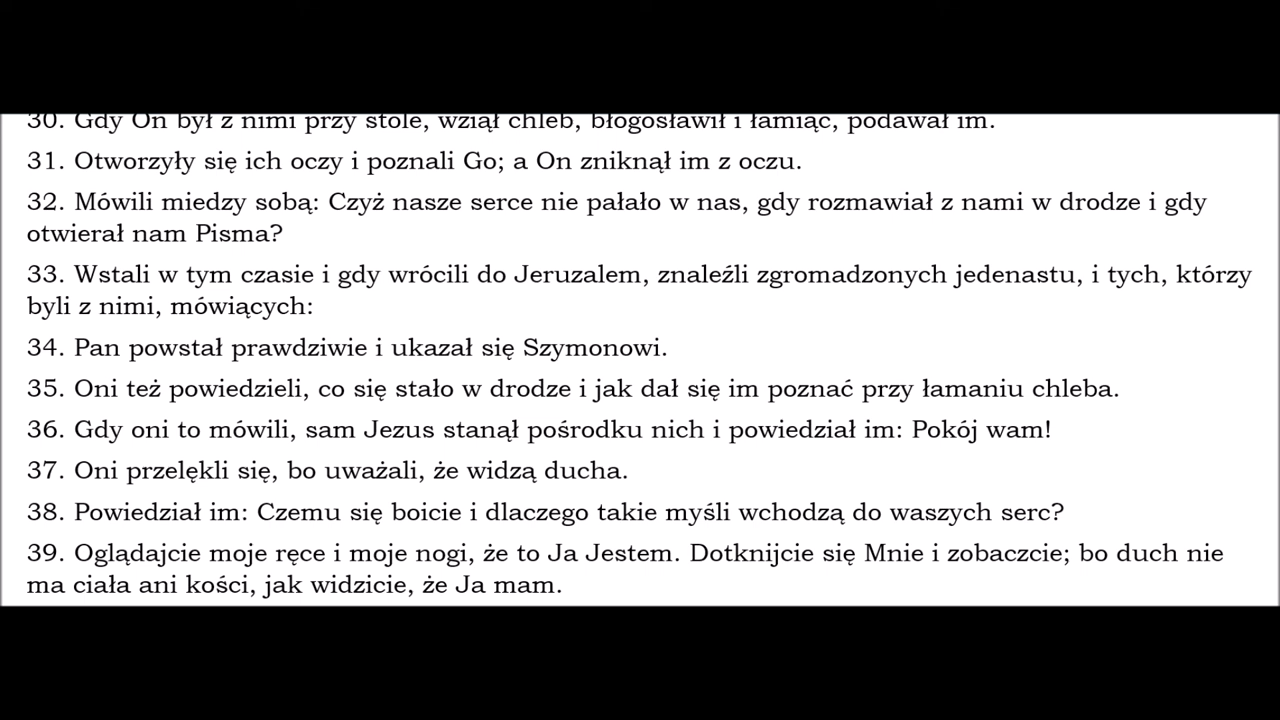 30. Gdy On był z nimi przy stole, wziął chleb, błogosławił i łamiąc, podawał im.
31. Otworzyły się ich oczy i poznali Go; a On zniknął im z oczu.
32. Mówili miedzy sobą: Czyż nasze serce nie pałało w nas, gdy rozmawiał z nami w drodze i gdy
otwierał nam Pisma?
33. Wstali w tym czasie i gdy wrócili do Jeruzalem, znaleźli zgromadzonych jedenastu, i tych, którzy
byli z nimi, mówiących:
34. Pan powstał prawdziwie i ukazał się Szymonowi.
35. Oni też powiedzieli, co się stało w drodze i jak dał się im poznać przy łamaniu chleba.
36. Gdy oni to mówili, sam Jezus stanął pośrodku nich i powiedział im: Pokój wam!
37. Oni przelękli się, bo uważali, że widzą ducha.
38. Powiedział im: Czemu się boicie i dlaczego takie myśli wchodzą do waszych serc?
39. Oglądajcie moje ręce i moje nogi, że to Ja Jestem. Dotknijcie się Mnie i zobaczcie; bo duch nie
ma ciała ani kości, jak widzicie, że Ja mam.